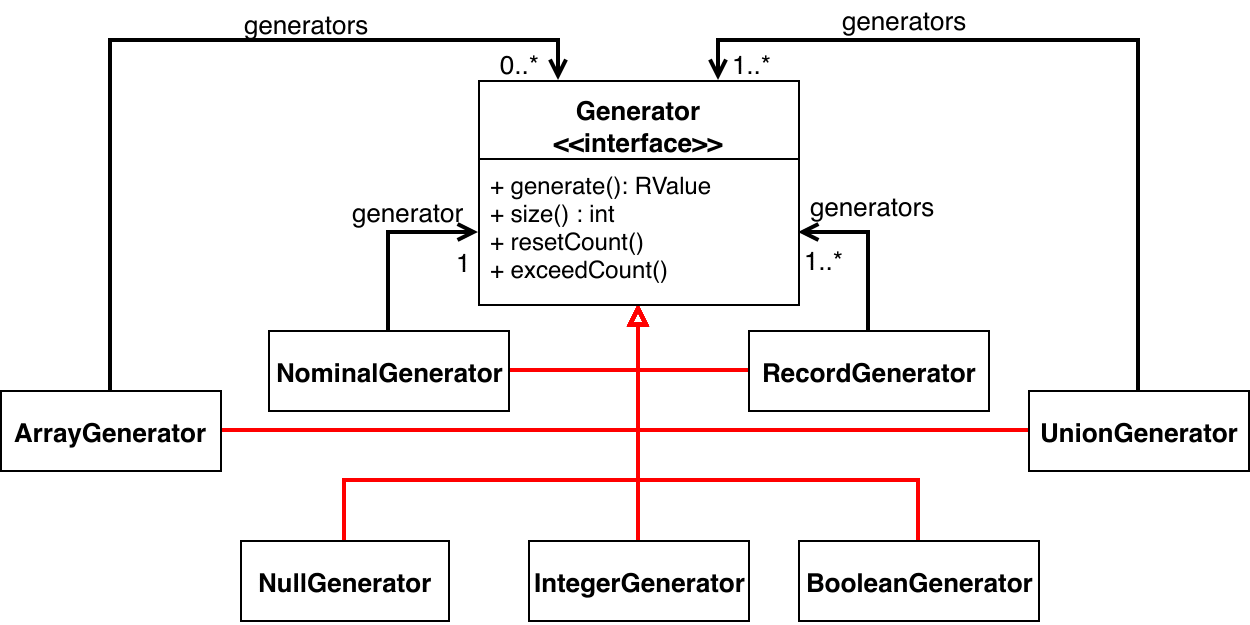 generators
generators
0..*
1..*
Generator
<<interface>>
+ generate(): RValue
+ size() : int
+ resetCount()
+ exceedCount()
generator
1
generators
1..*
NominalGenerator
RecordGenerator
ArrayGenerator
UnionGenerator
NullGenerator
IntegerGenerator
BooleanGenerator